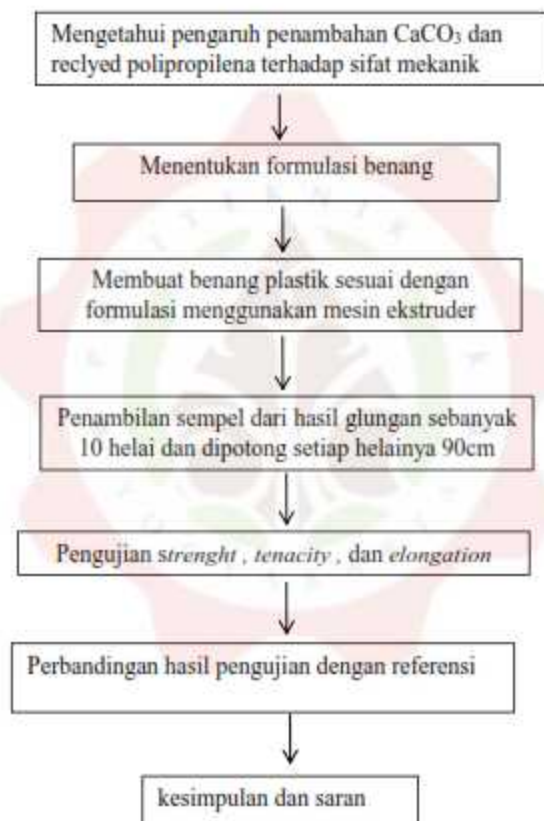 Mengetahui pengaruh penambahan CaCO₃ dan
reclyed polipropilena terhadap sifat mekanik
Menentukan formulasi benang
Membuat benang plastik sesuai dengan
formulasi menggunakan mesin ekstruder
Penambilan sempel dari hasil glungan sebanyak
10 helai dan dipotong setiap helainya 90cm
Pengujian strenght , tenacity , dan elongation
Perbandingan hasil pengujian dengan referensi
kesimpulan dan saran